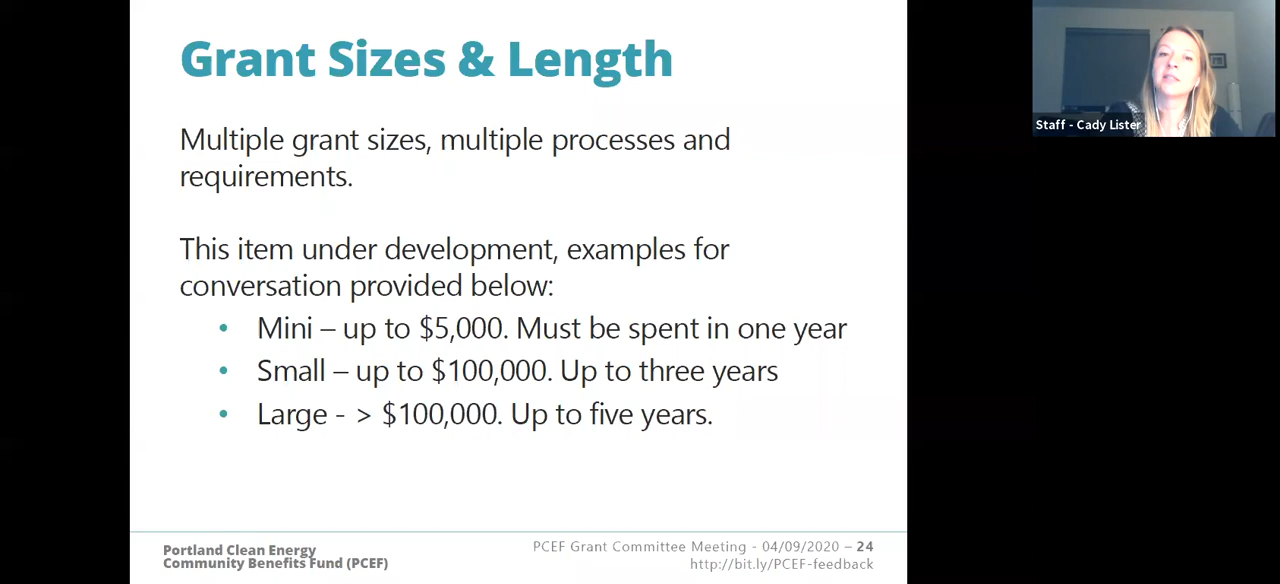 Grant Sizes & Length
Multiple grant sizes, multiple processes and
requirements.
This item under development, examples for
conversation provided below:
• Mini – up to $5,000. Must be spent in one year
• Small – up to $100,000. Up to three years
• Large - > $100,000. Up to five years.
Portland Clean Energy
Community Benefits Fund (PCEF)
PCEF Grant Committee Meeting - 04/09/2020 – 24
http://bit.ly/PCEF-feedback
Staff - Cady Lister